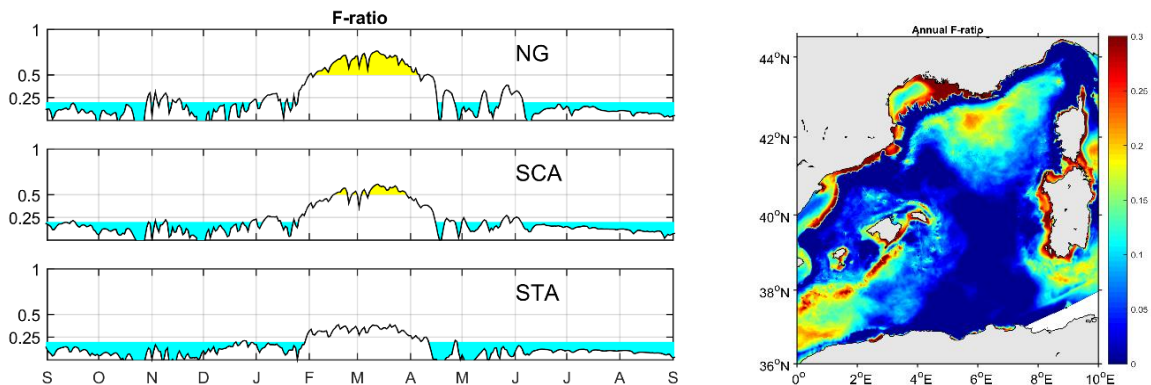 F-ratio
1
NG
0.5
0.25
1
SCA
0.5
0.25
1
STA
0.5
0.25
S O N D J F M A M J J A S
Annual F-ratio
44°N
42°N
40°N
38°N
36°N
0° 2°E 4°E 6°E 8°E 10°E
0.3
0.25
0.2
0.15
0.1
0.05
0